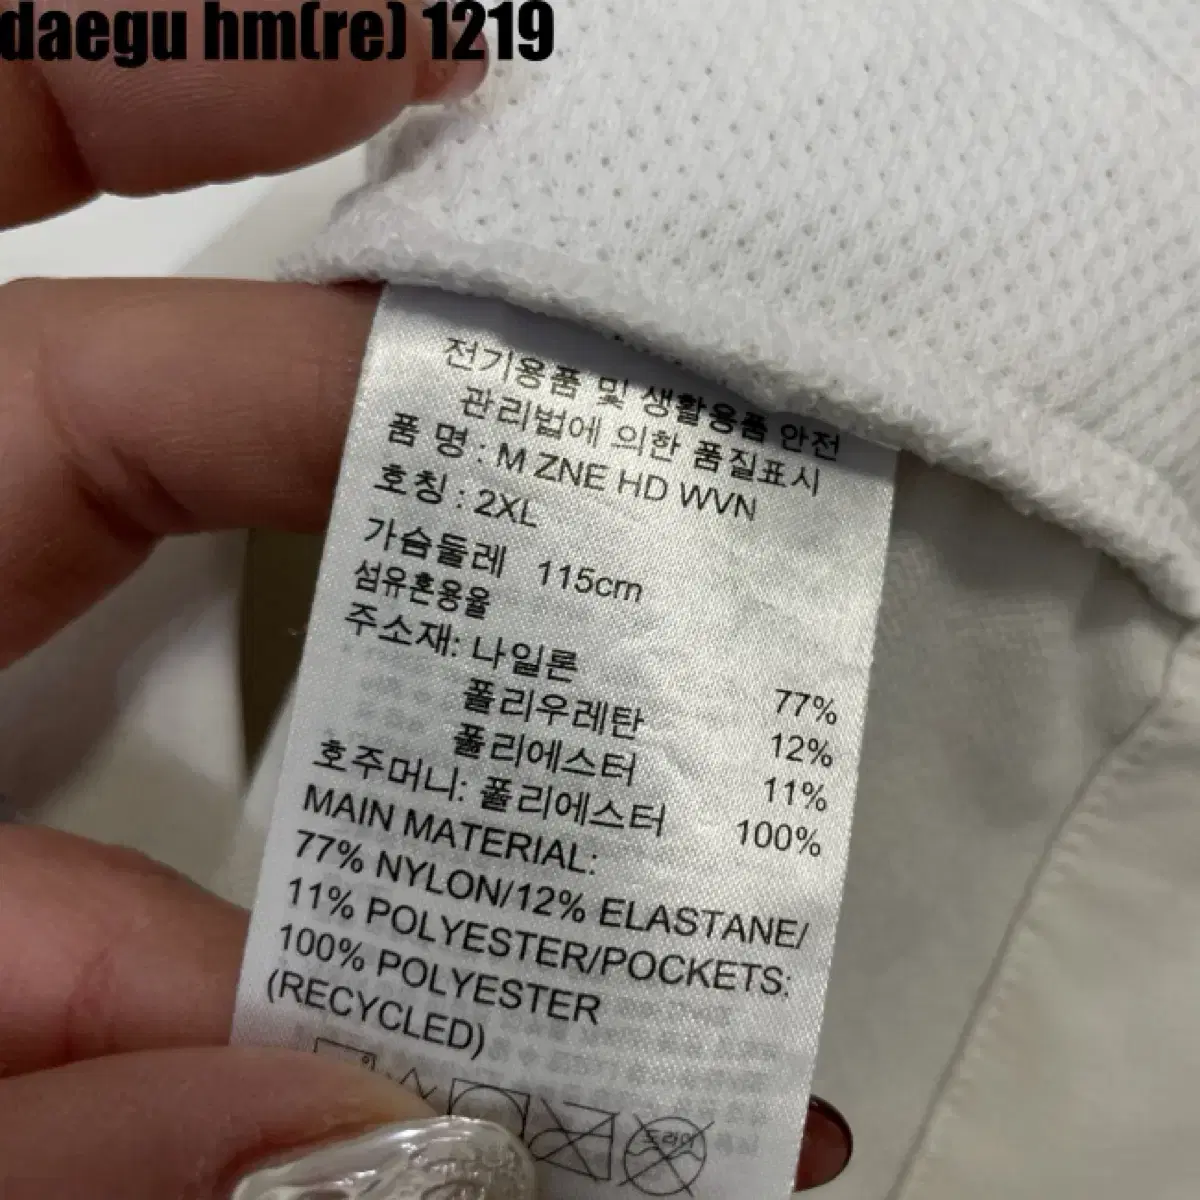 daegu hm(re) 1219
전기용품 및 생활용품 안전
관리법에 의한 품질표시
품 명 : M ZNE HD WVN
호칭 : 2XL
가슴둘레 115cm
섬유혼용율
주소재: 나일론 77%
폴리우레탄 12%
폴리에스터 11%
호주머니: 폴리에스터 100%
MAIN MATERIAL:
77% NYLON/12% ELASTANE/
11% POLYESTER/POCKETS:
100% POLYESTER
(RECYCLED)
드라이